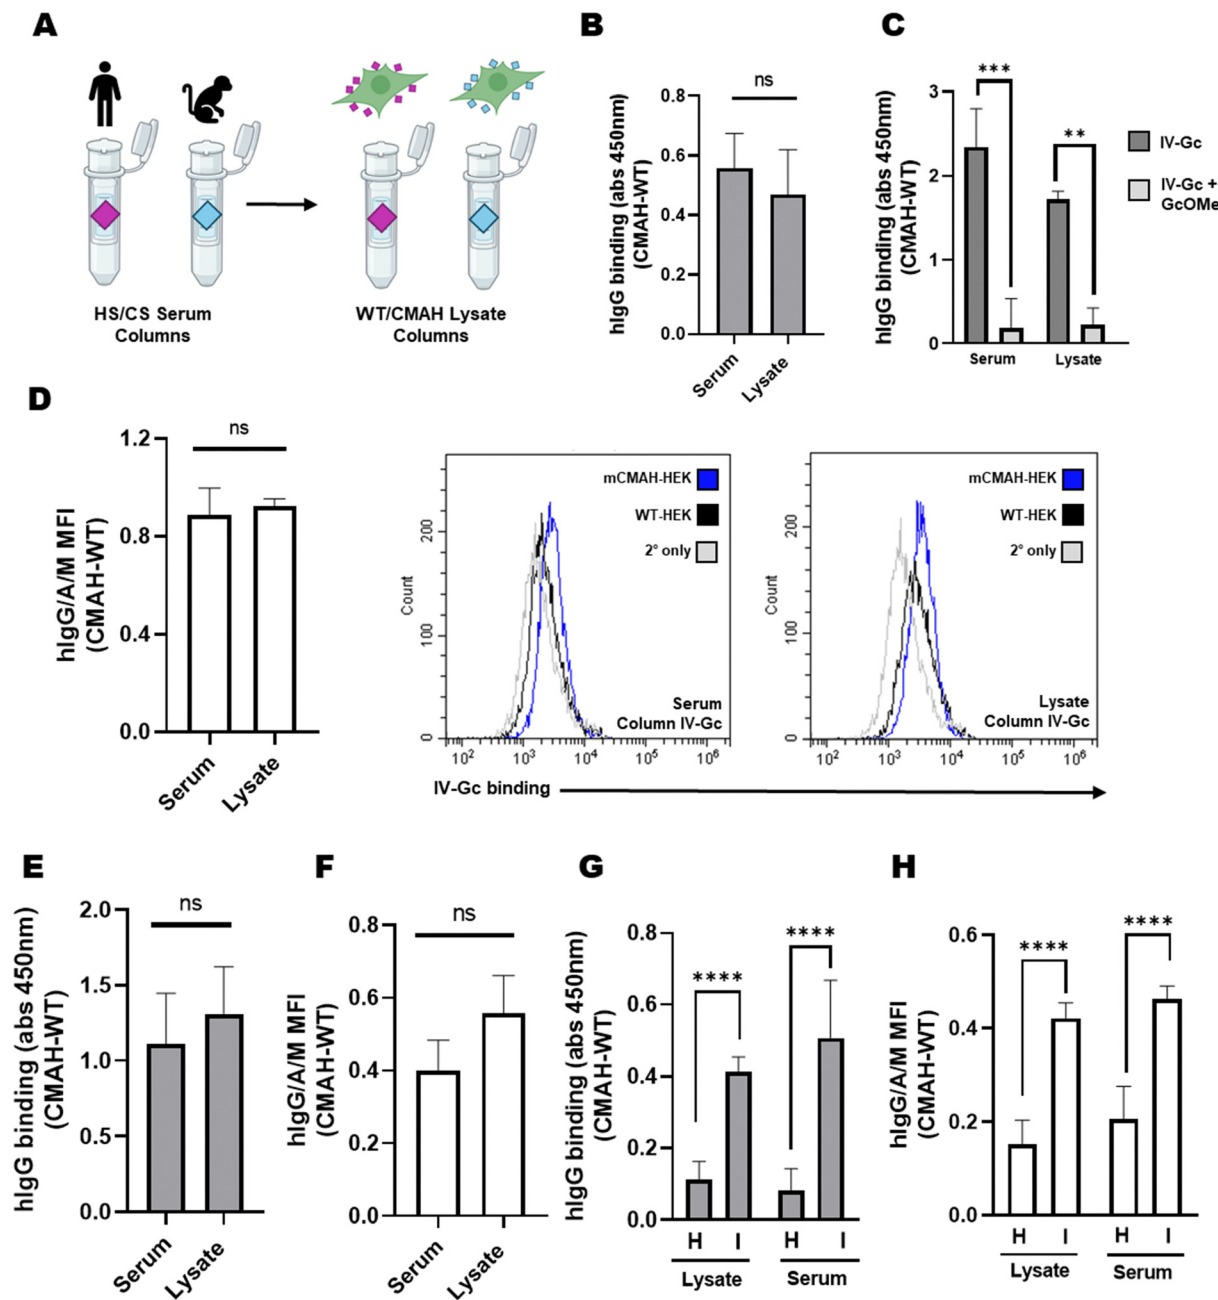 A
HS/CS Serum
Columns
WT/CMAH Lysate
Columns
B
hIgG binding (abs 450nm)
(CMAH-WT)
0.8
0.6
0.4
0.2
0.0
ns
Serum
Lysate
C
hIgG binding (abs 450nm)
(CMAH-WT)
3
2
1
0
***
**
Serum
Lysate
IV-Gc
IV-Gc +
GcOMe
D
hIgG/A/M MFI
(CMAH-WT)
1.2
0.8
0.4
0.0
ns
Serum
Lysate
Count
200
100
0
mCMAH-HEK
WT-HEK
2° only
Serum
Column IV-Gc
10² 10³ 10⁴ 10⁵ 10⁶
Count
200
100
0
mCMAH-HEK
WT-HEK
2° only
Lysate
Column IV-Gc
10² 10³ 10⁴ 10⁵ 10⁶
IV-Gc binding
E
hIgG binding (abs 450nm)
(CMAH-WT)
2.0
1.5
1.0
0.5
0.0
ns
Serum
Lysate
F
hIgG/A/M MFI
(CMAH-WT)
0.8
0.6
0.4
0.2
0.0
ns
Serum
Lysate
G
hIgG binding (abs 450nm)
(CMAH-WT)
0.8
0.6
0.4
0.2
0.0
****
****
H I H I
Lysate Serum
H
hIgG/A/M MFI
(CMAH-WT)
0.6
0.4
0.2
0.0
****
****
H I H I
Lysate Serum